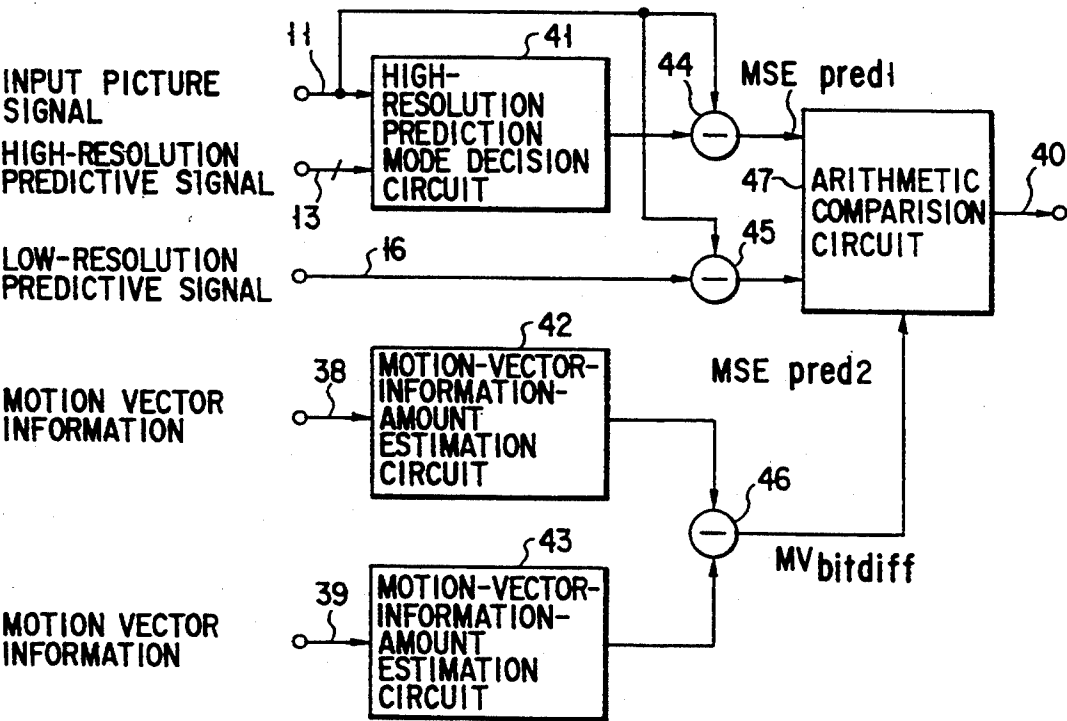 11
41
INPUT PICTURE
SIGNAL
HIGH-
RESOLUTION
PREDICTION
MODE DECISION
CIRCUIT
44
MSE pred1
HIGH-RESOLUTION
PREDICTIVE SIGNAL
13
47
ARITHMETIC
COMPARISION
CIRCUIT
40
LOW-RESOLUTION
PREDICTIVE SIGNAL
16
45
MSE pred2
42
MOTION VECTOR
INFORMATION
38
MOTION-VECTOR-
INFORMATION-
AMOUNT
ESTIMATION
CIRCUIT
46
MVbitdiff
43
MOTION VECTOR
INFORMATION
39
MOTION-VECTOR-
INFORMATION-
AMOUNT
ESTIMATION
CIRCUIT